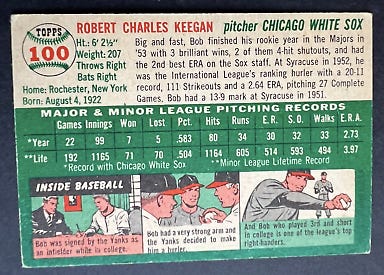 TOPPS
100
ROBERT CHARLES KEEGAN pitcher CHICAGO WHITE SOX
Ht.: 6' 2½"
Weight: 207
Throws Right
Bats Right
Home: Rochester, New York
Born: August 4, 1922
Big and fast, Bob finished his rookie year in the Majors
in '53 with 3 big wins in a row, 2 of them 4-hit shutouts, and had
the 2nd best ERA on the Sox staff. At Syracuse in 1952,
he was the International League's ranking hurler with a 20-11
record, 111 Strikeouts and a 2.64 ERA, pitching 27 Complete
Games. Bob had a 13-9 mark at Syracuse in 1951.
MAJOR & MINOR LEAGUE PITCHING RECORDS
Games Innings Won Lost Pct. Hits Runs E.R. S.O. Walks E.R.A.
*Year 22 99 7 5 .583 80 33 30 32 33 2.73
**Life 192 1165 71 70 .504 1164 605 514 494 494 3.97
*Record with Chicago White Sox **Minor League Lifetime Record
INSIDE BASEBALL
Bob was signed by the Yanks as an infielder while in college.
Bob had a very strong arm and the Yanks decided to make him a hurler.
And Bob who played 3rd and short in college is one of the league's top right-handers.